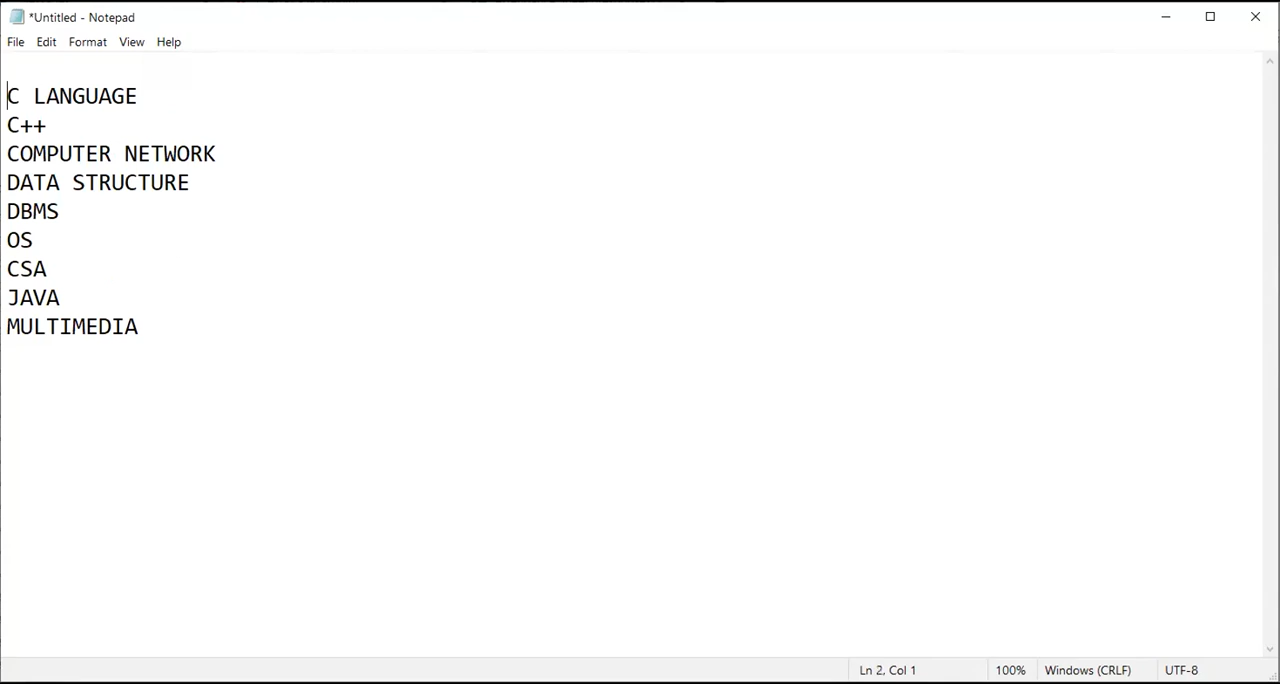 *Untitled - Notepad
File Edit Format View Help
C LANGUAGE
C++
COMPUTER NETWORK
DATA STRUCTURE
DBMS
OS
CSA
JAVA
MULTIMEDIA
Ln 2, Col 1 100% Windows (CRLF) UTF-8